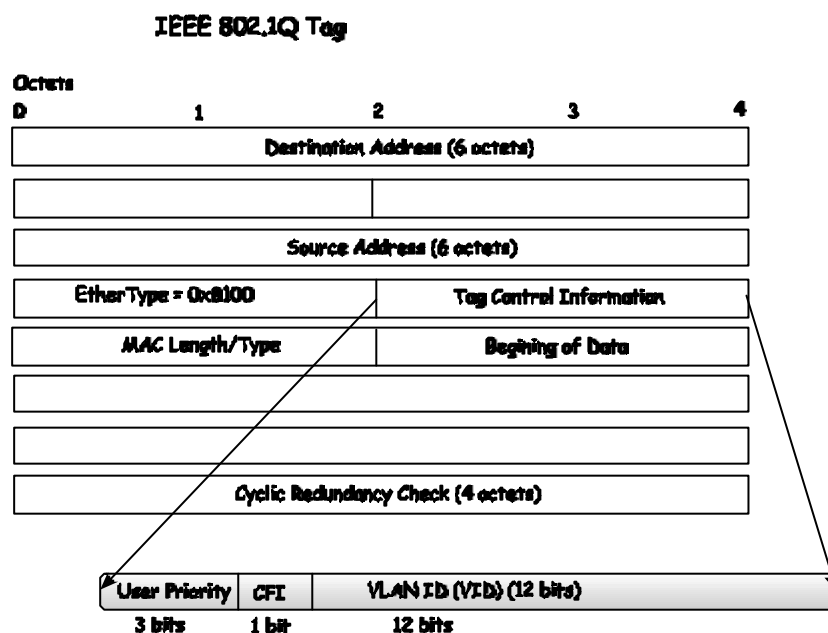 IEEE 802.1Q Tag
Octets
0 1 2 3 4
Destination Address (6 octets)
Source Address (6 octets)
EtherType = 0x8100 Tag Control Information
MAC Length/Type Begining of Data
Cyclic Redundancy Check (4 octets)
User Priority CFI VLAN ID (VID) (12 bits)
3 bits 1 bit 12 bits